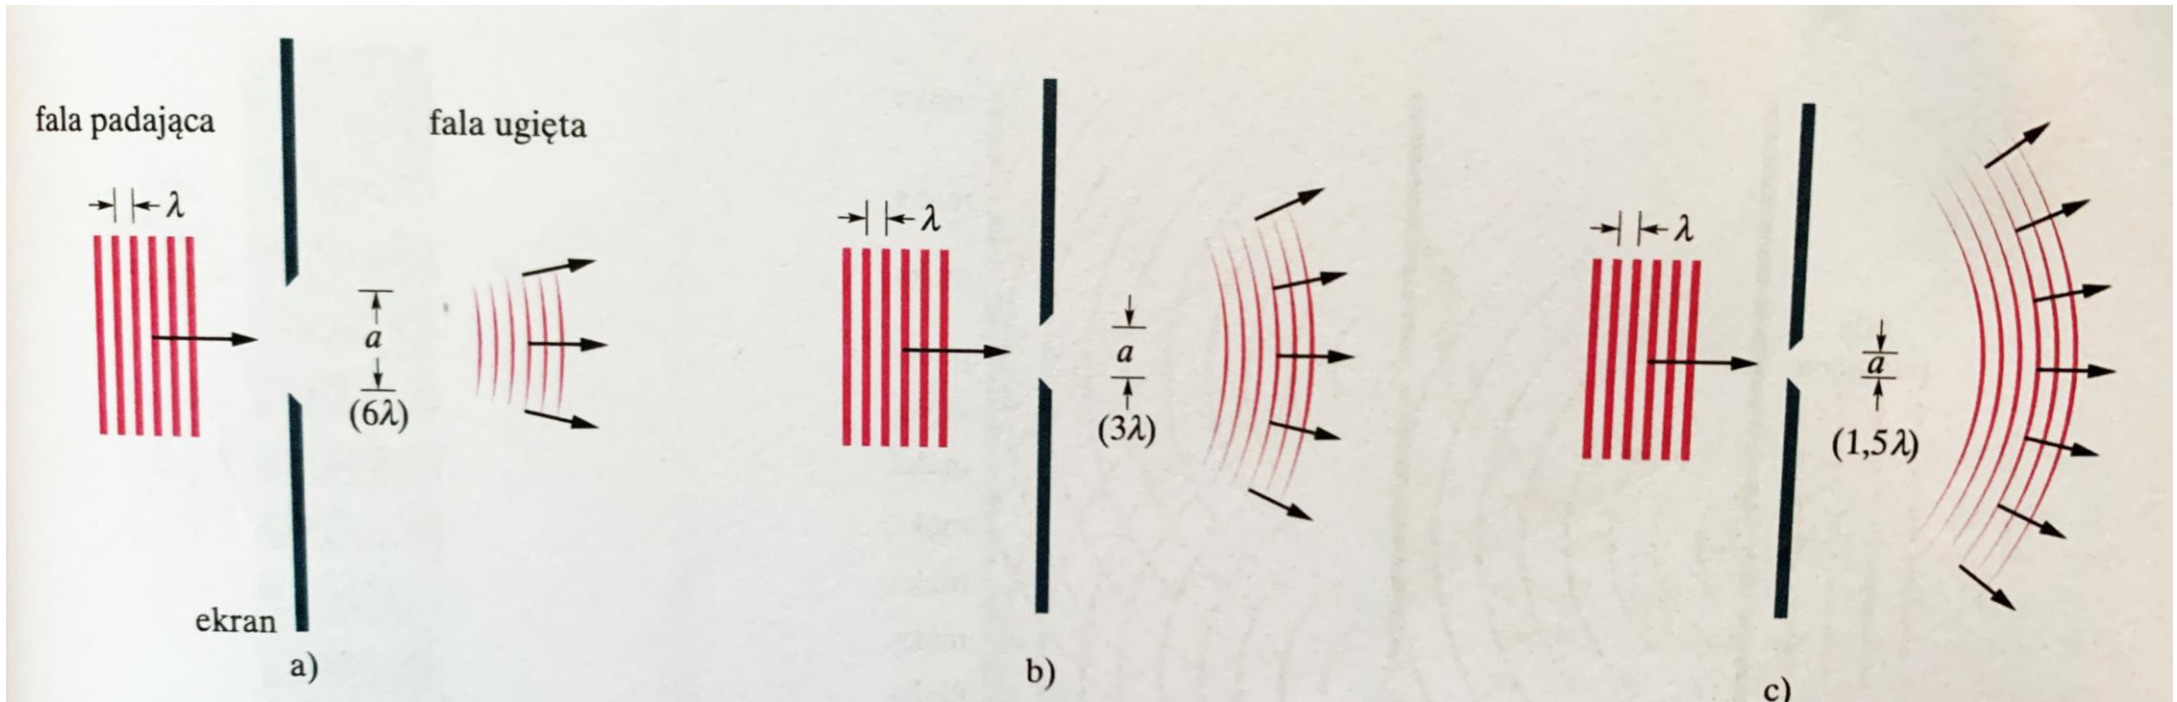 fala padająca
fala ugięta
λ
a
(6λ)
ekran
a)
λ
a
(3λ)
b)
λ
a
(1,5λ)
c)